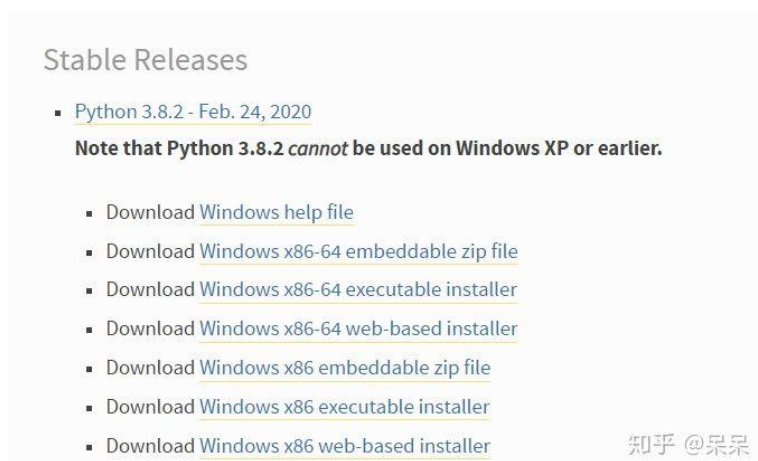 Stable Releases
Python 3.8.2 - Feb. 24, 2020
Note that Python 3.8.2 cannot be used on Windows XP or earlier.
Download Windows help file
Download Windows x86-64 embeddable zip file
Download Windows x86-64 executable installer
Download Windows x86-64 web-based installer
Download Windows x86 embeddable zip file
Download Windows x86 executable installer
Download Windows x86 web-based installer
知乎 @呆呆